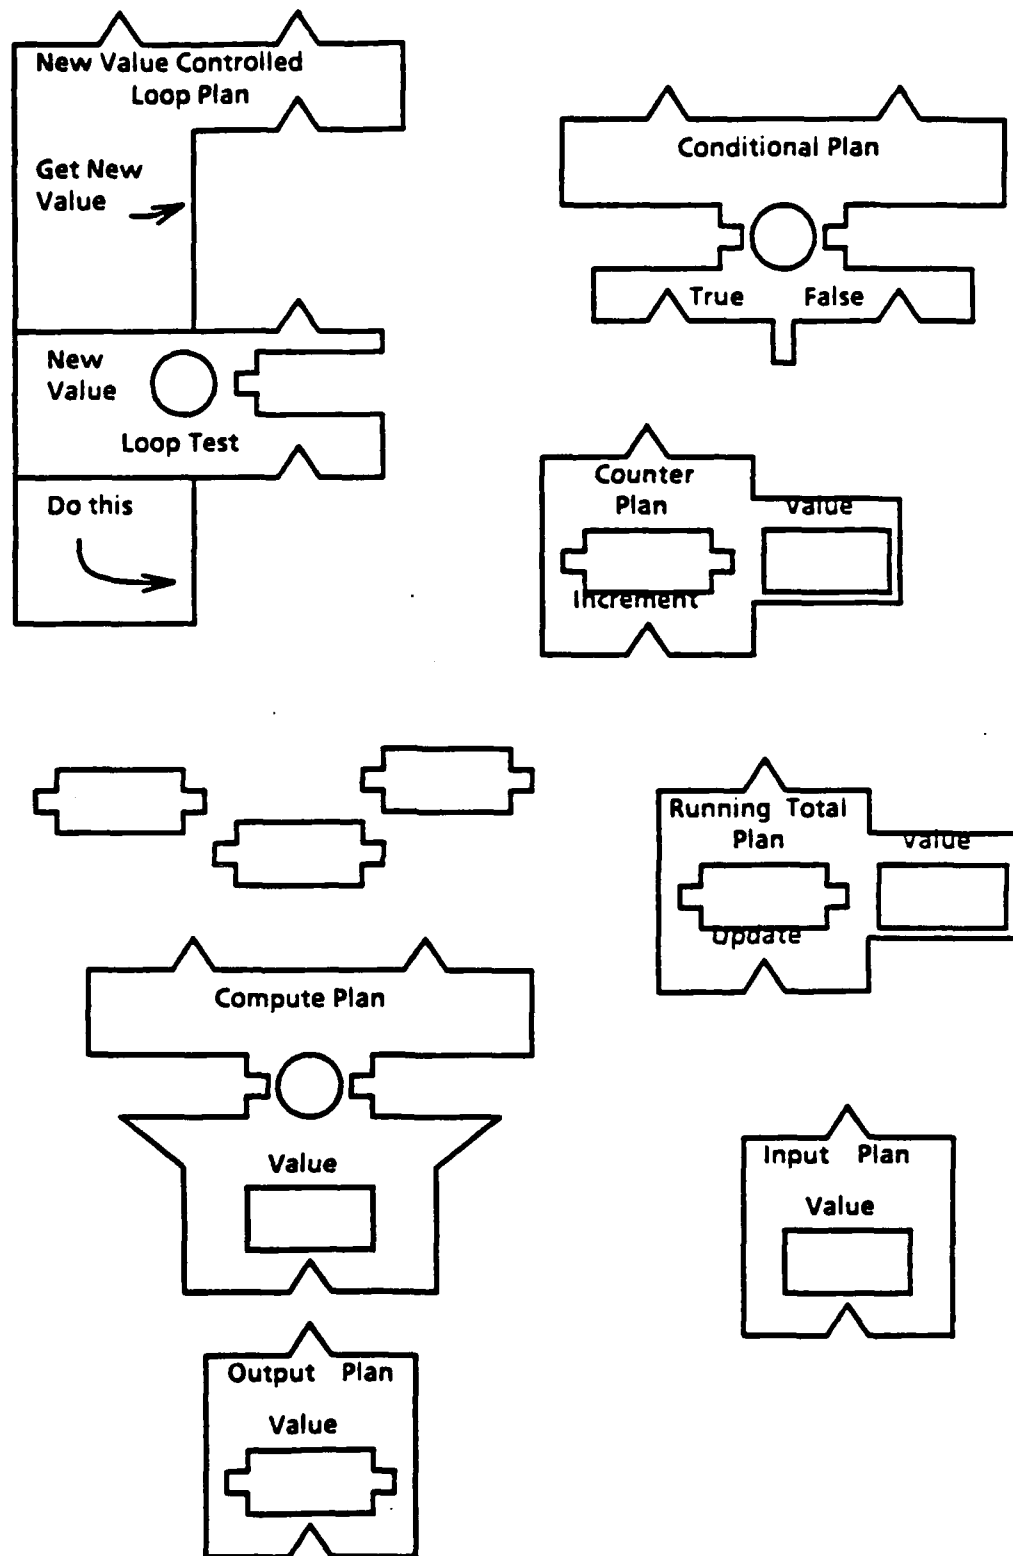 New Value Controlled
Loop Plan
Get New
Value
New
Value
Loop Test
Do this
Conditional Plan
True False
Counter
Plan
Value
Increment
Running Total
Plan
Value
Update
Compute Plan
Value
Input Plan
Value
Output Plan
Value